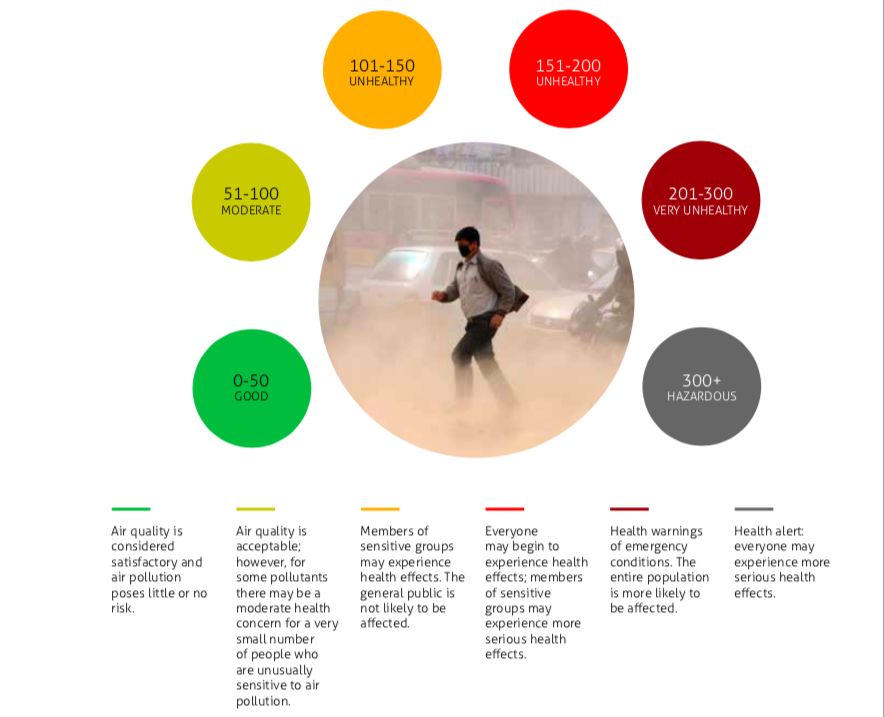 101-150
UNHEALTHY
151-200
UNHEALTHY
51-100
MODERATE
201-300
VERY UNHEALTHY
0-50
GOOD
300+
HAZARDOUS
Air quality is
considered
satisfactory and
air pollution
poses little or no
risk.
Air quality is
acceptable;
however, for
some pollutants
there may be a
moderate health
concern for a very
small number
of people who
are unusually
sensitive to air
pollution.
Members of
sensitive groups
may experience
health effects. The
general public is
not likely to be
affected.
Everyone
may begin to
experience health
effects; members
of sensitive
groups may
experience more
serious health
effects.
Health warnings
of emergency
conditions. The
entire population
is more likely to
be affected.
Health alert:
everyone may
experience more
serious health
effects.